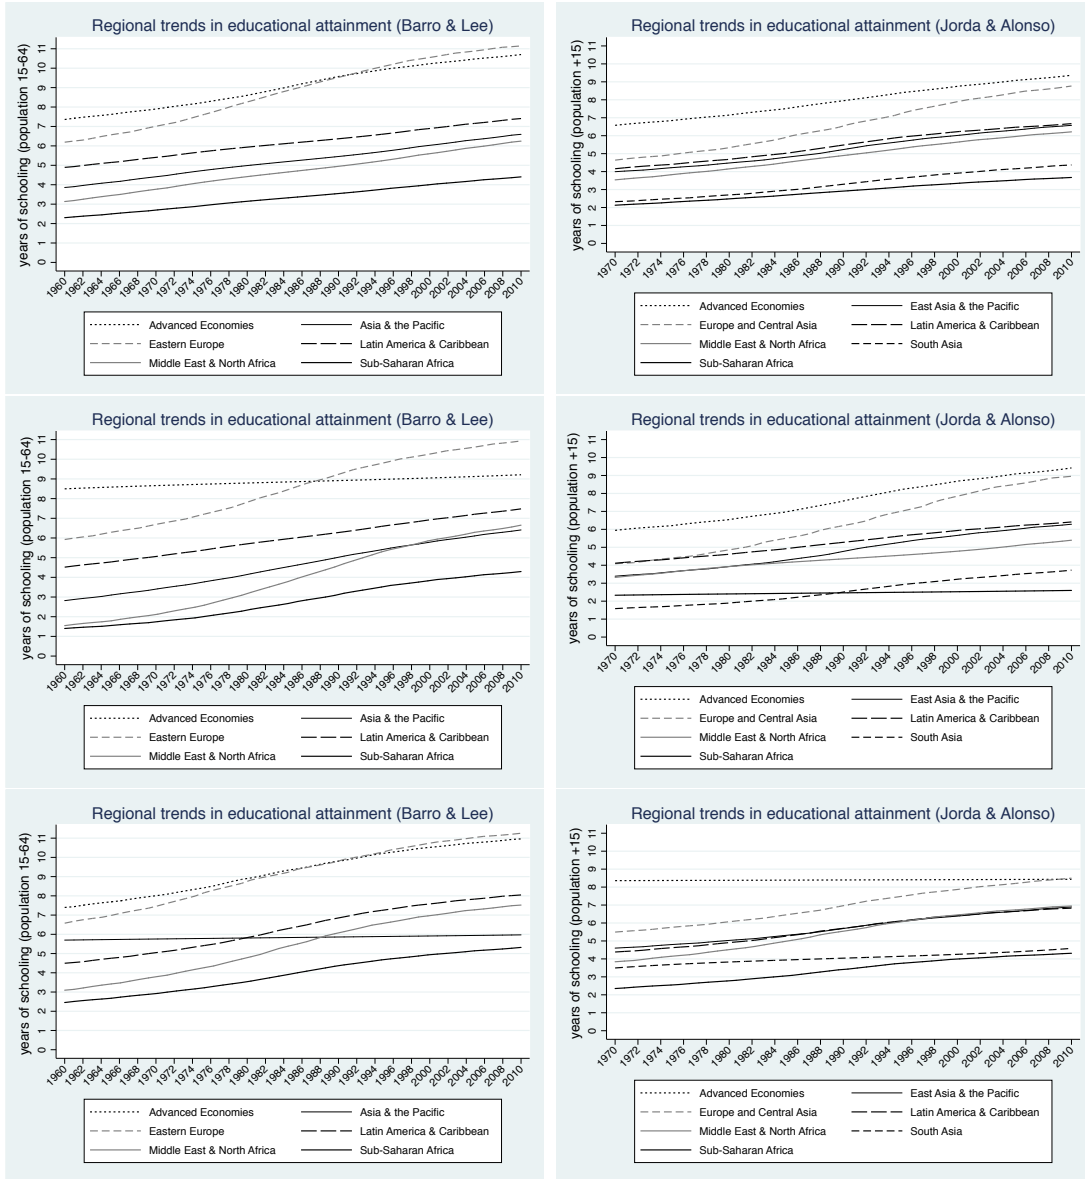 Regional trends in educational attainment (Barro & Lee)
years of schooling (population 15-64)
0 1 2 3 4 5 6 7 8 9 10 11
1960 1962 1964 1966 1968 1970 1972 1974 1976 1978 1980 1982 1984 1986 1988 1990 1992 1994 1996 1998 2000 2002 2004 2006 2008 2010
Advanced Economies Asia & the Pacific
Eastern Europe Latin America & Caribbean
Middle East & North Africa Sub-Saharan Africa
Regional trends in educational attainment (Jorda & Alonso)
years of schooling (population +15)
0 1 2 3 4 5 6 7 8 9 10 11
1970 1972 1974 1976 1978 1980 1982 1984 1986 1988 1990 1992 1994 1996 1998 2000 2002 2004 2006 2008 2010
Advanced Economies East Asia & the Pacific
Europe and Central Asia Latin America & Caribbean
Middle East & North Africa South Asia
Sub-Saharan Africa
Regional trends in educational attainment (Barro & Lee)
years of schooling (population 15-64)
0 1 2 3 4 5 6 7 8 9 10 11
1960 1962 1964 1966 1968 1970 1972 1974 1976 1978 1980 1982 1984 1986 1988 1990 1992 1994 1996 1998 2000 2002 2004 2006 2008 2010
Advanced Economies Asia & the Pacific
Eastern Europe Latin America & Caribbean
Middle East & North Africa Sub-Saharan Africa
Regional trends in educational attainment (Jorda & Alonso)
years of schooling (population +15)
0 1 2 3 4 5 6 7 8 9 10 11
1970 1972 1974 1976 1978 1980 1982 1984 1986 1988 1990 1992 1994 1996 1998 2000 2002 2004 2006 2008 2010
Advanced Economies East Asia & the Pacific
Europe and Central Asia Latin America & Caribbean
Middle East & North Africa South Asia
Sub-Saharan Africa
Regional trends in educational attainment (Barro & Lee)
years of schooling (population 15-64)
0 1 2 3 4 5 6 7 8 9 10 11
1960 1962 1964 1966 1968 1970 1972 1974 1976 1978 1980 1982 1984 1986 1988 1990 1992 1994 1996 1998 2000 2002 2004 2006 2008 2010
Advanced Economies Asia & the Pacific
Eastern Europe Latin America & Caribbean
Middle East & North Africa Sub-Saharan Africa
Regional trends in educational attainment (Jorda & Alonso)
years of schooling (population +15)
0 1 2 3 4 5 6 7 8 9 10 11
1970 1972 1974 1976 1978 1980 1982 1984 1986 1988 1990 1992 1994 1996 1998 2000 2002 2004 2006 2008 2010
Advanced Economies East Asia & the Pacific
Europe and Central Asia Latin America & Caribbean
Middle East & North Africa South Asia
Sub-Saharan Africa